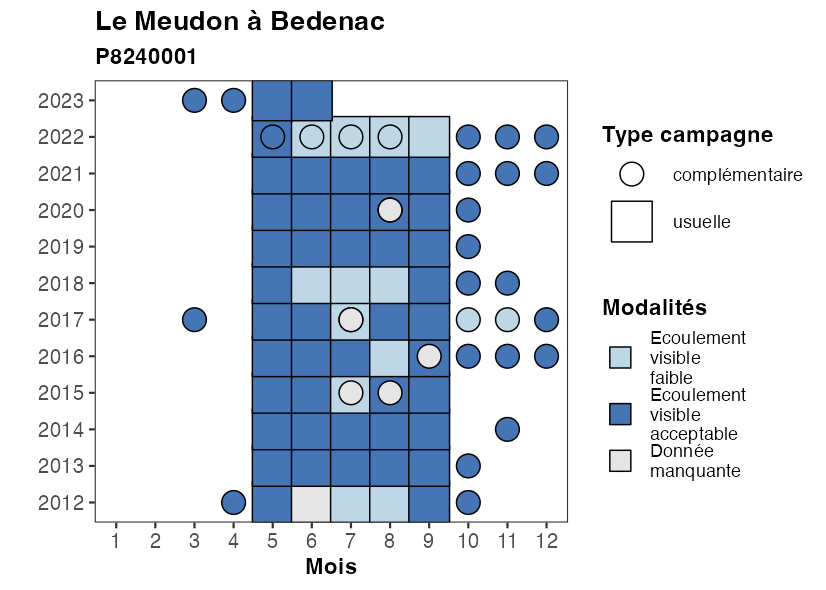 Le Meudon à Bedenac
P8240001
2023
2022
2021
2020
2019
2018
2017
2016
2015
2014
2013
2012
1 2 3 4 5 6 7 8 9 10 11 12
Mois
Type campagne
complémentaire
usuelle
Modalités
Ecoulement
visible
faible
Ecoulement
visible
acceptable
Donnée
manquante